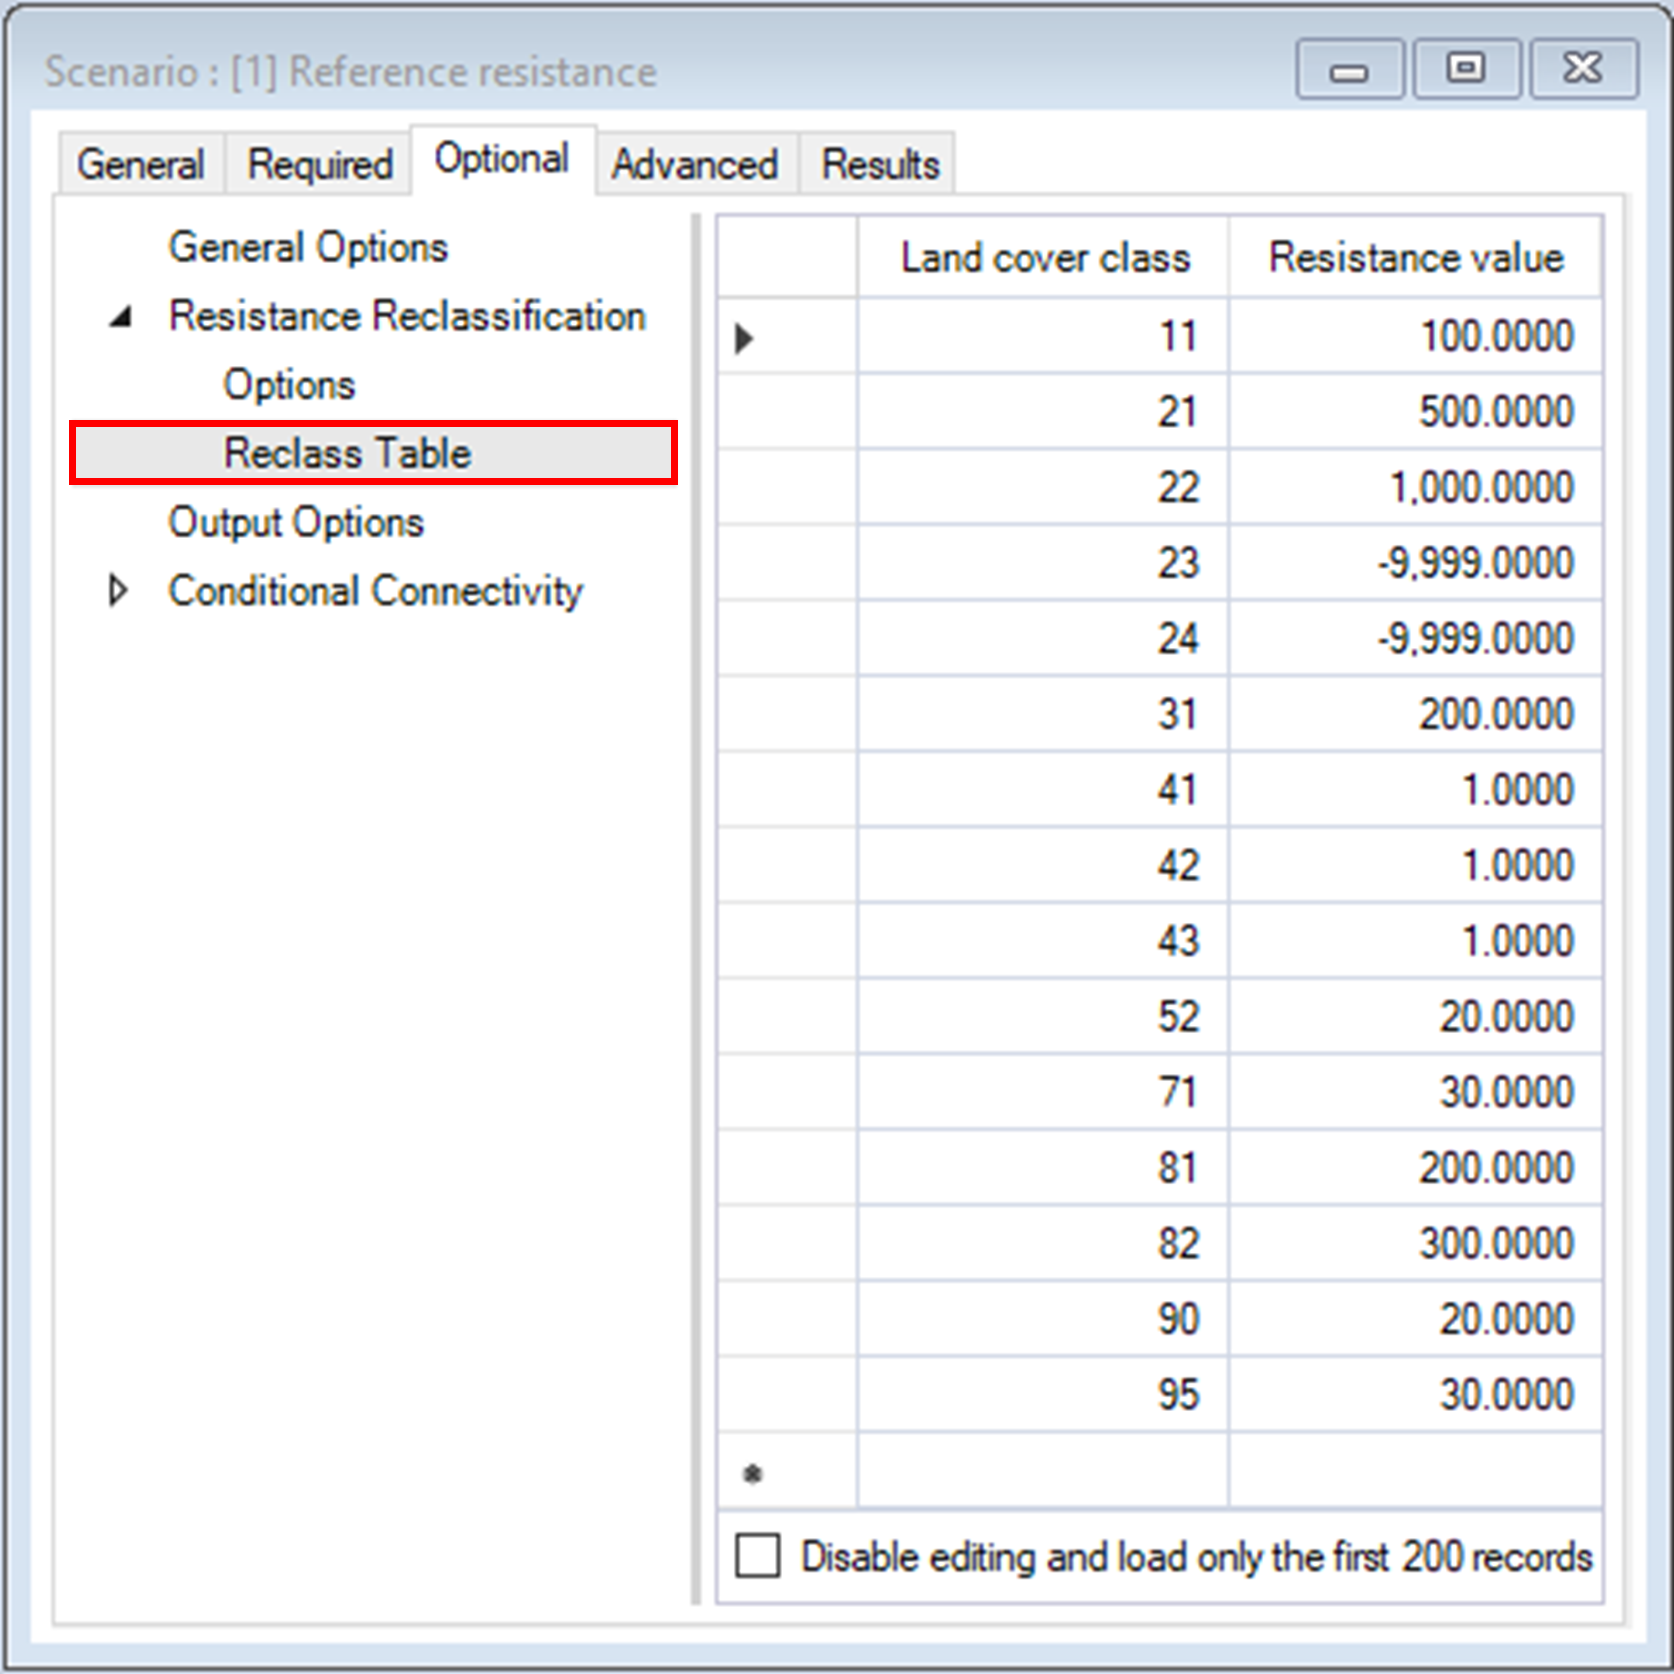 Scenario : [1] Reference resistance
General Required Optional Advanced Results
General Options
Resistance Reclassification
Options
Reclass Table
Output Options
Conditional Connectivity
Land cover class Resistance value
11 100.0000
21 500.0000
22 1,000.0000
23 -9,999.0000
24 -9,999.0000
31 200.0000
41 1.0000
42 1.0000
43 1.0000
52 20.0000
71 30.0000
81 200.0000
82 300.0000
90 20.0000
95 30.0000
Disable editing and load only the first 200 records